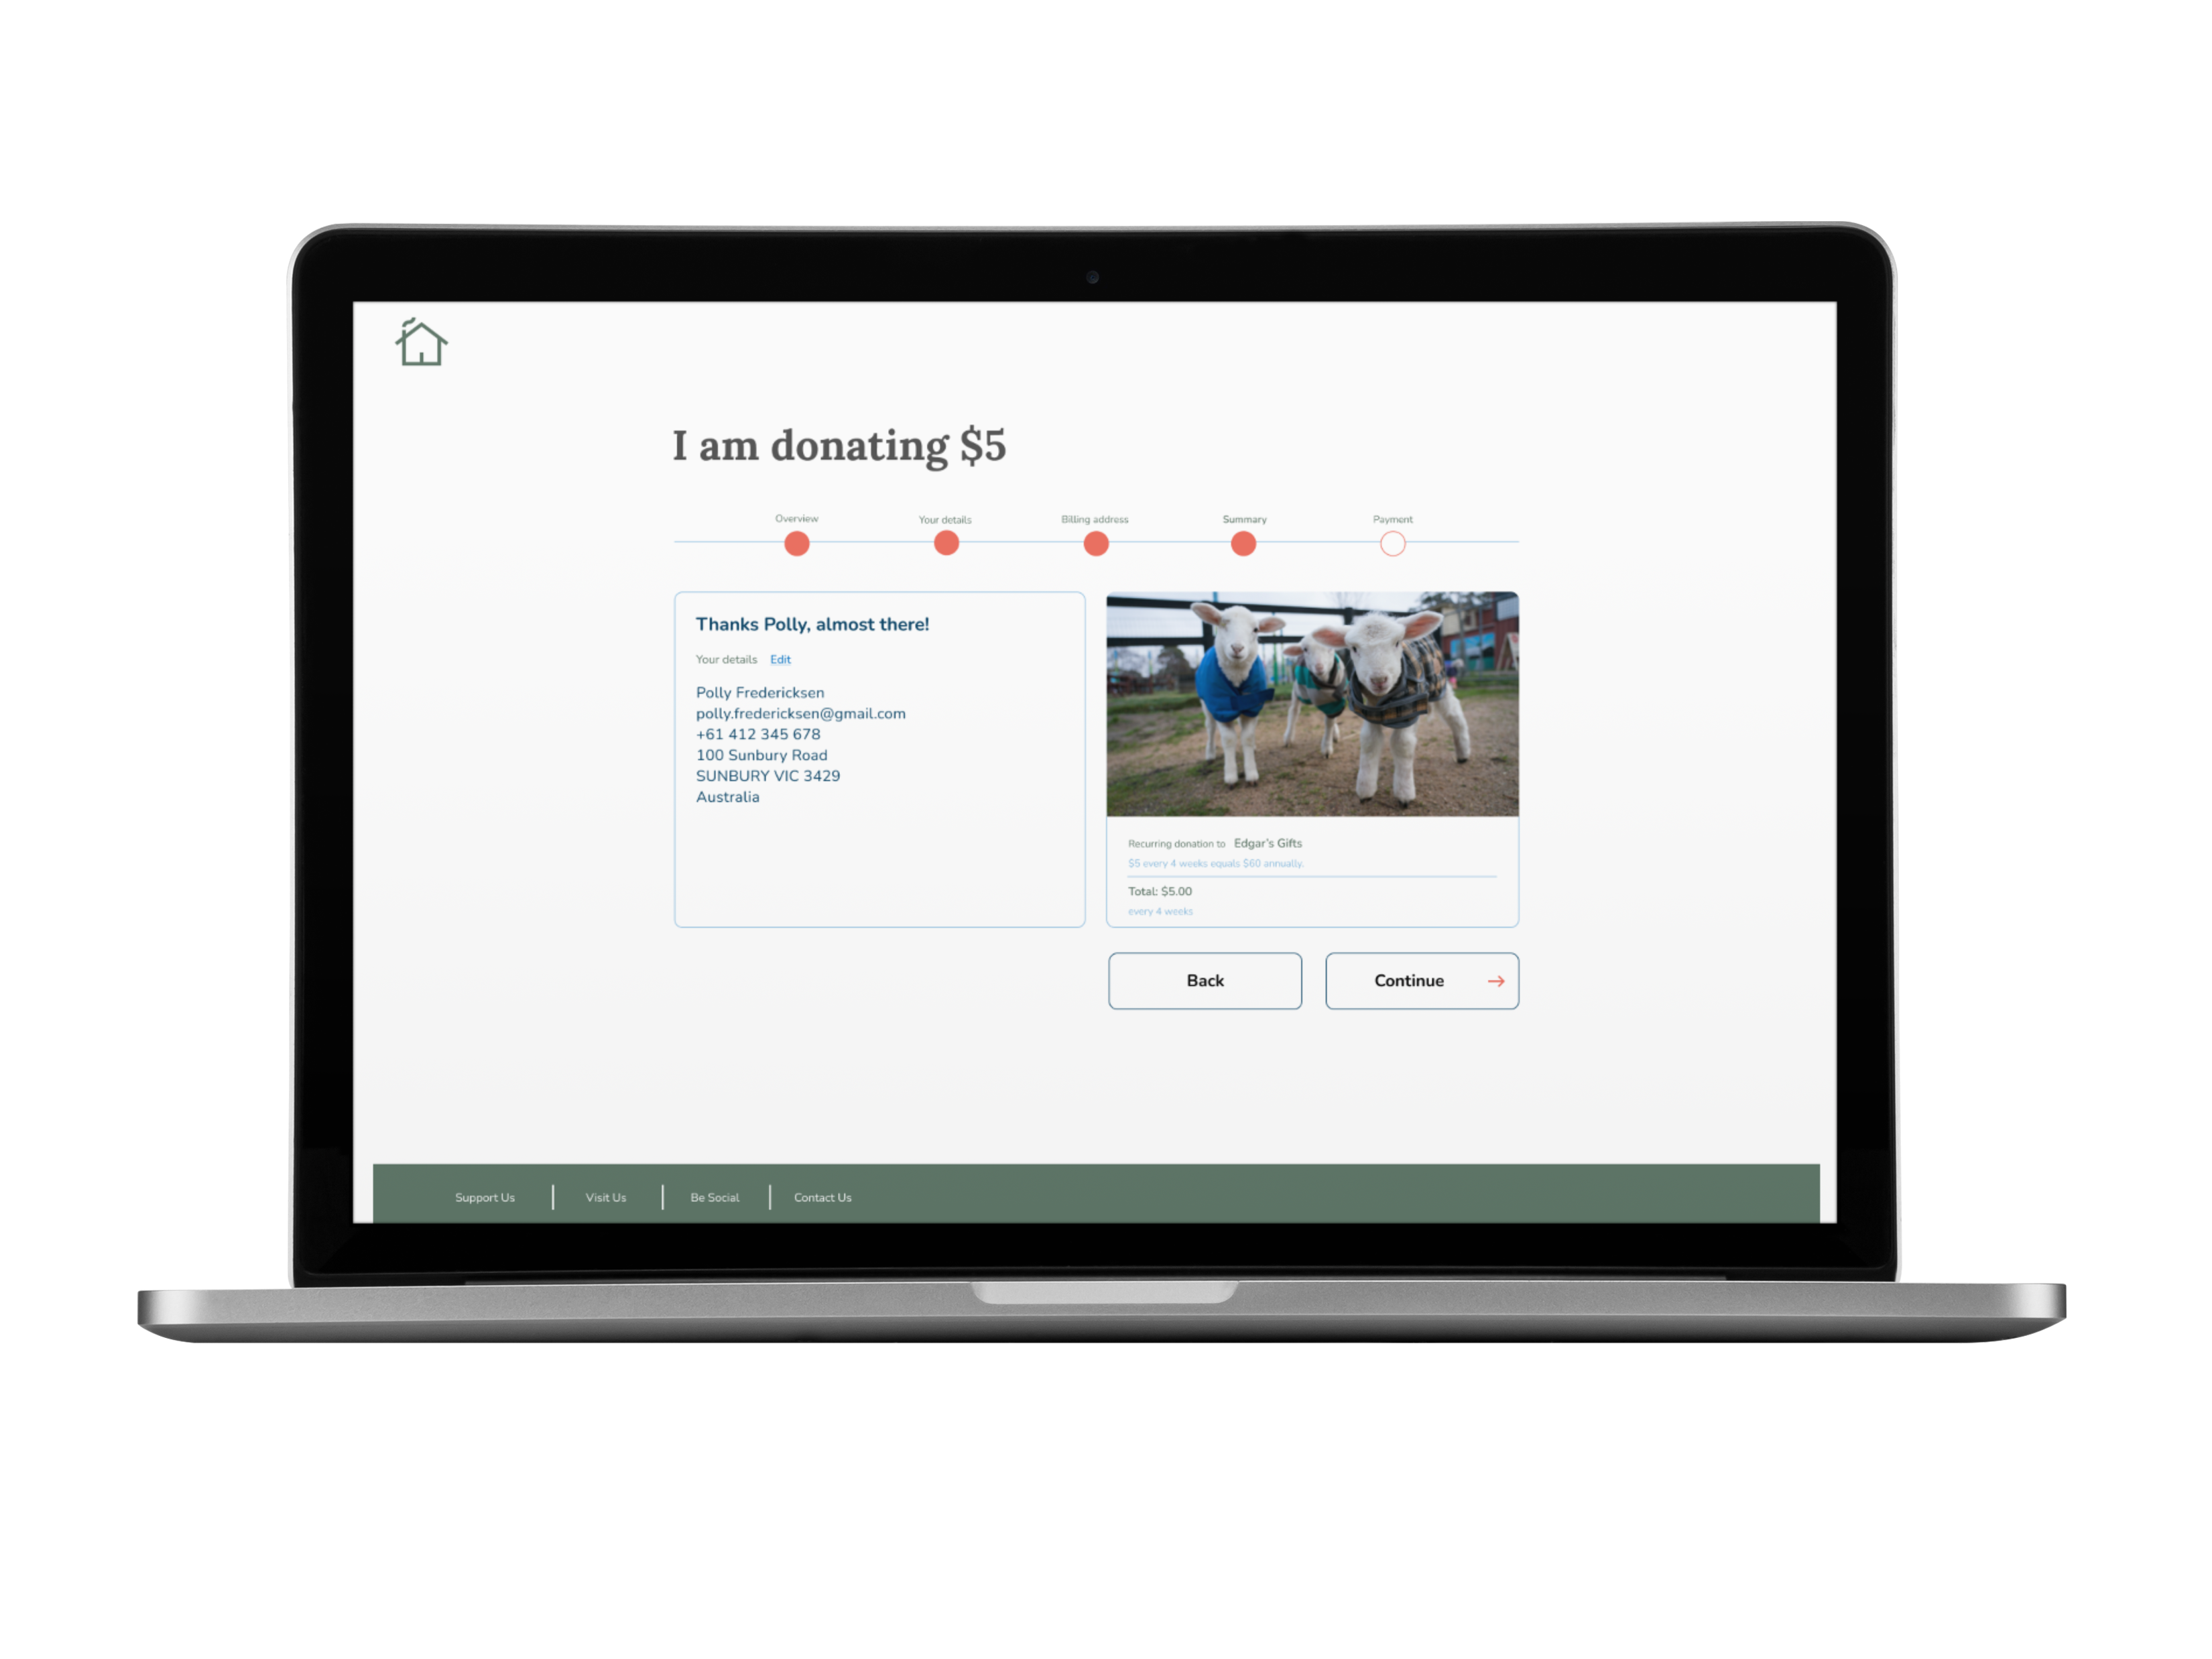 I am donating $5
Overview
Your details
Billing address
Summary
Payment
Thanks Polly, almost there!
Your details Edit
Polly Fredericksen
polly.fredericksen@gmail.com
+61 412 345 678
100 Sunbury Road
SUNBURY VIC 3429
Australia
Recurring donation to Edgar's Gifts
$5 every 4 weeks equals $60 annually.
Total: $5.00
every 4 weeks
Back
Continue
Support Us
Visit Us
Be Social
Contact Us